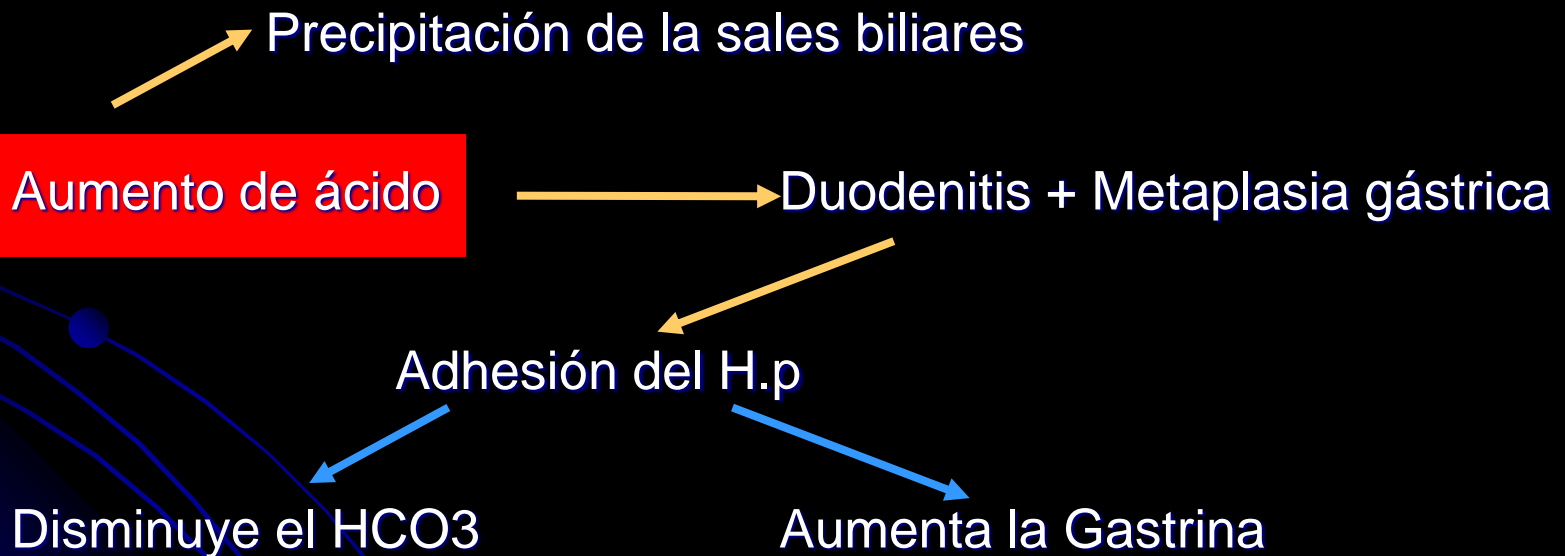 Precipitación de la sales biliares
Aumento de ácido
Duodenitis + Metaplasia gástrica
Adhesión del H.p
Disminuye el HCO3
Aumenta la Gastrina